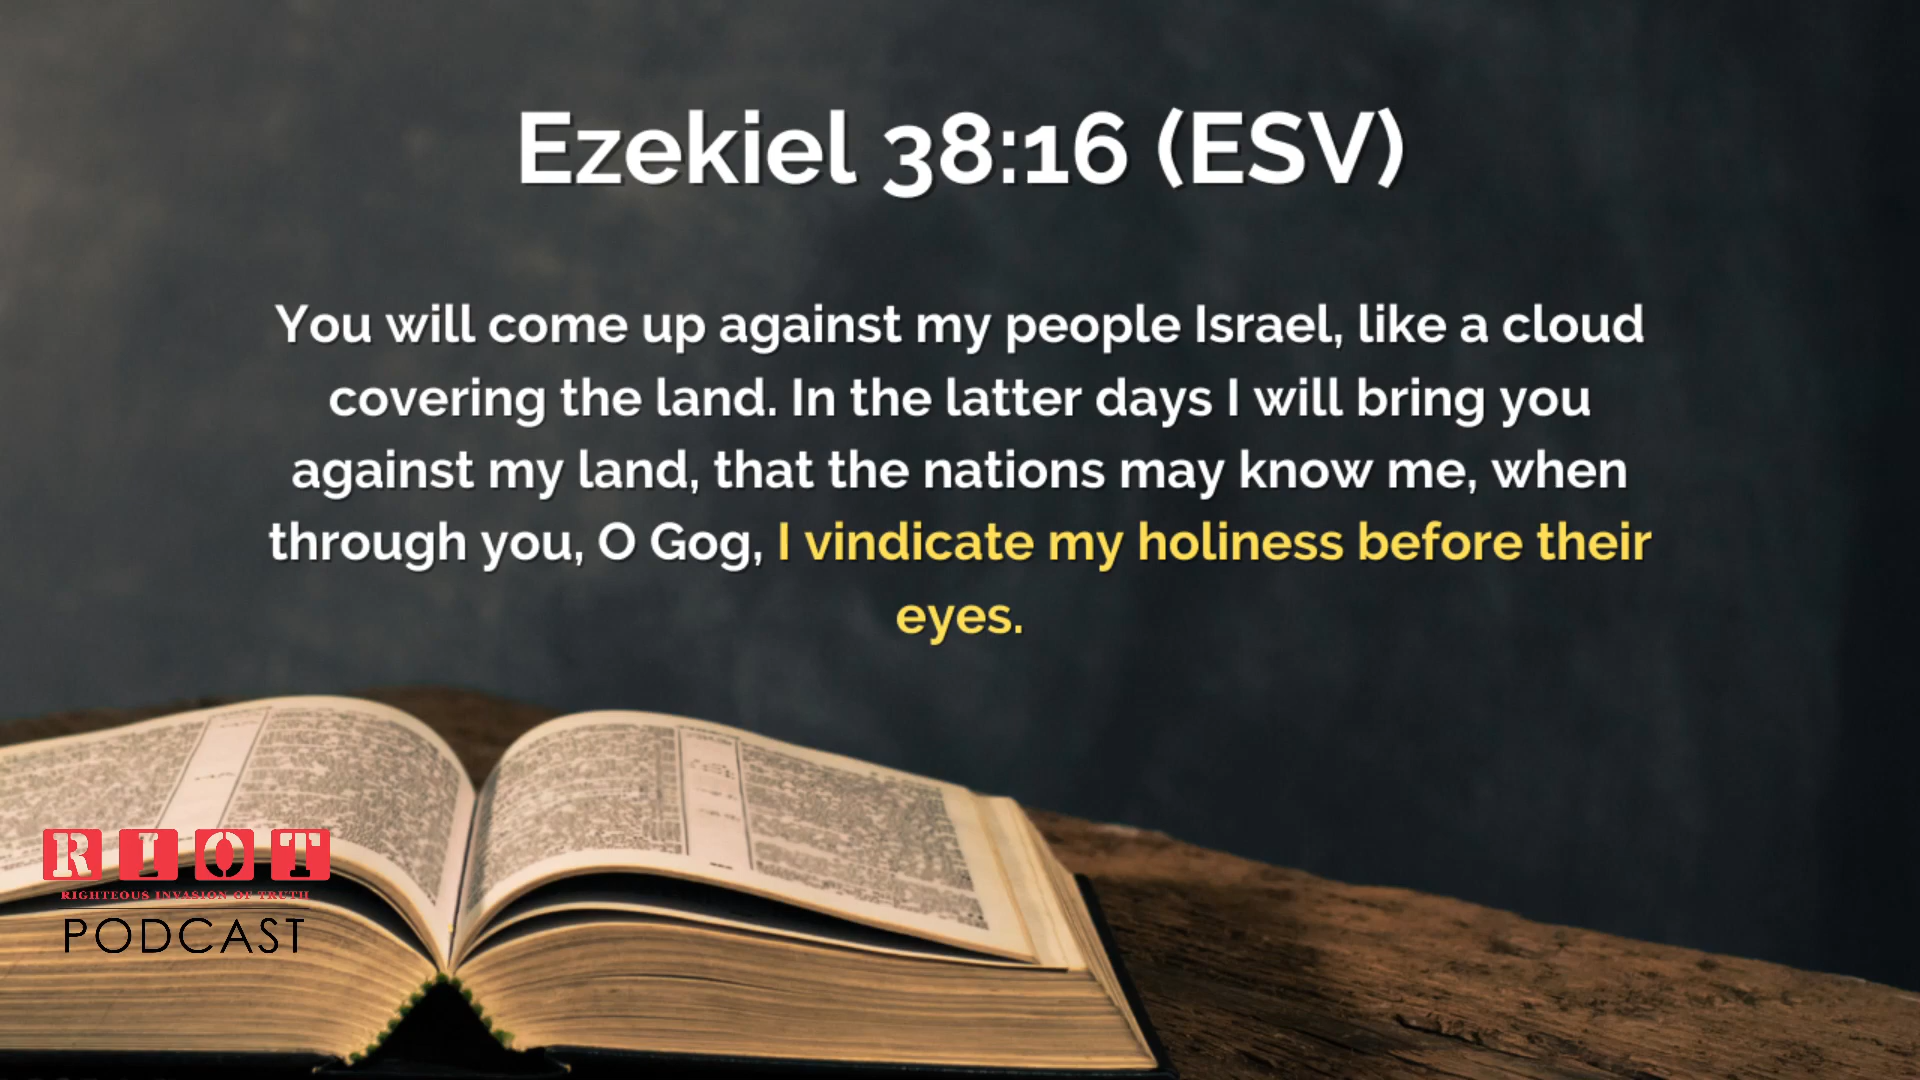 Ezekiel 38:16 (ESV)
You will come up against my people Israel, like a cloud
covering the land. In the latter days I will bring you
against my land, that the nations may know me, when
through you, O Gog, I vindicate my holiness before their
eyes.
RIOT
RIGHTEOUS INVASION OF TRUTH
PODCAST